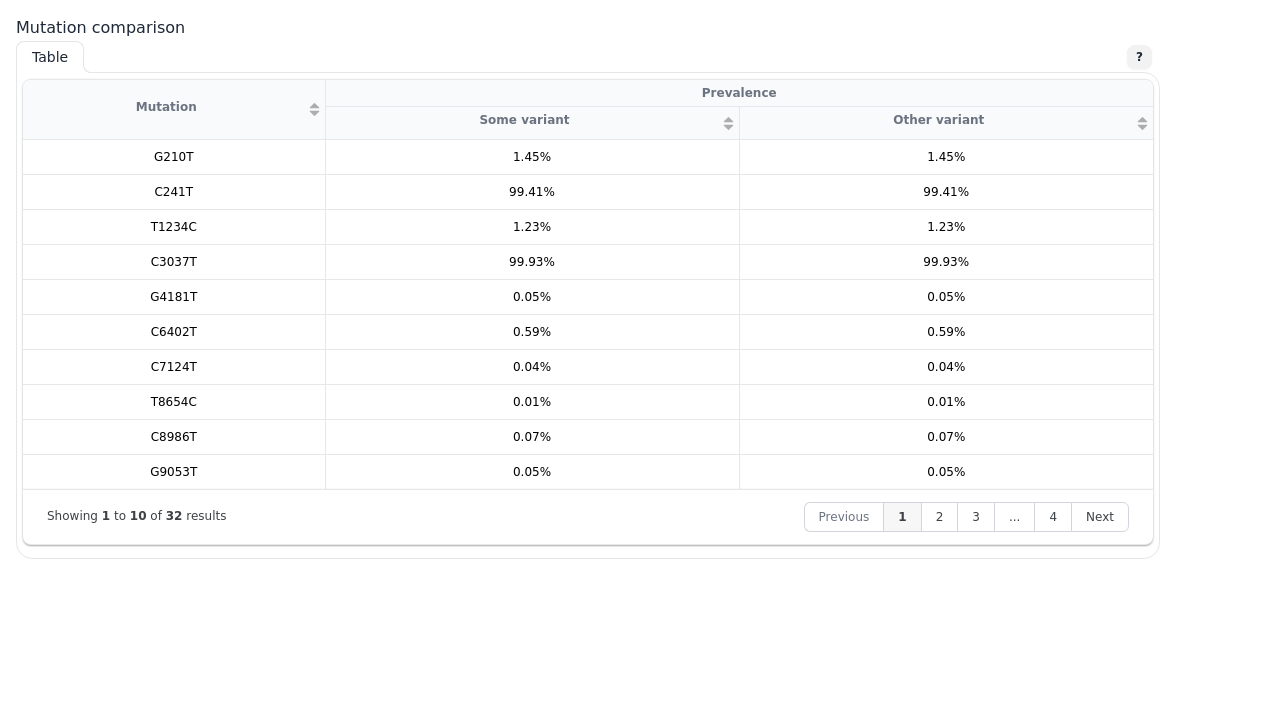 Mutation comparison
Table ?
Mutation Prevalence
Some variant Other variant
G210T 1.45% 1.45%
C241T 99.41% 99.41%
T1234C 1.23% 1.23%
C3037T 99.93% 99.93%
G4181T 0.05% 0.05%
C6402T 0.59% 0.59%
C7124T 0.04% 0.04%
T8654C 0.01% 0.01%
C8986T 0.07% 0.07%
G9053T 0.05% 0.05%
Showing 1 to 10 of 32 results Previous 1 2 3 ... 4 Next